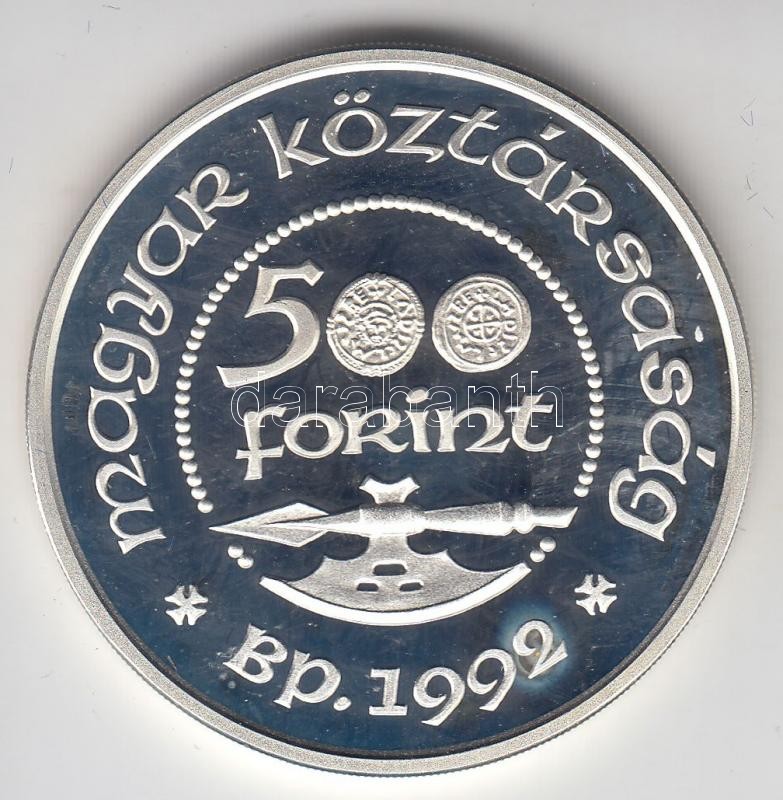 magyar köztársaság
500
forint
Bp. 1992
darabanth